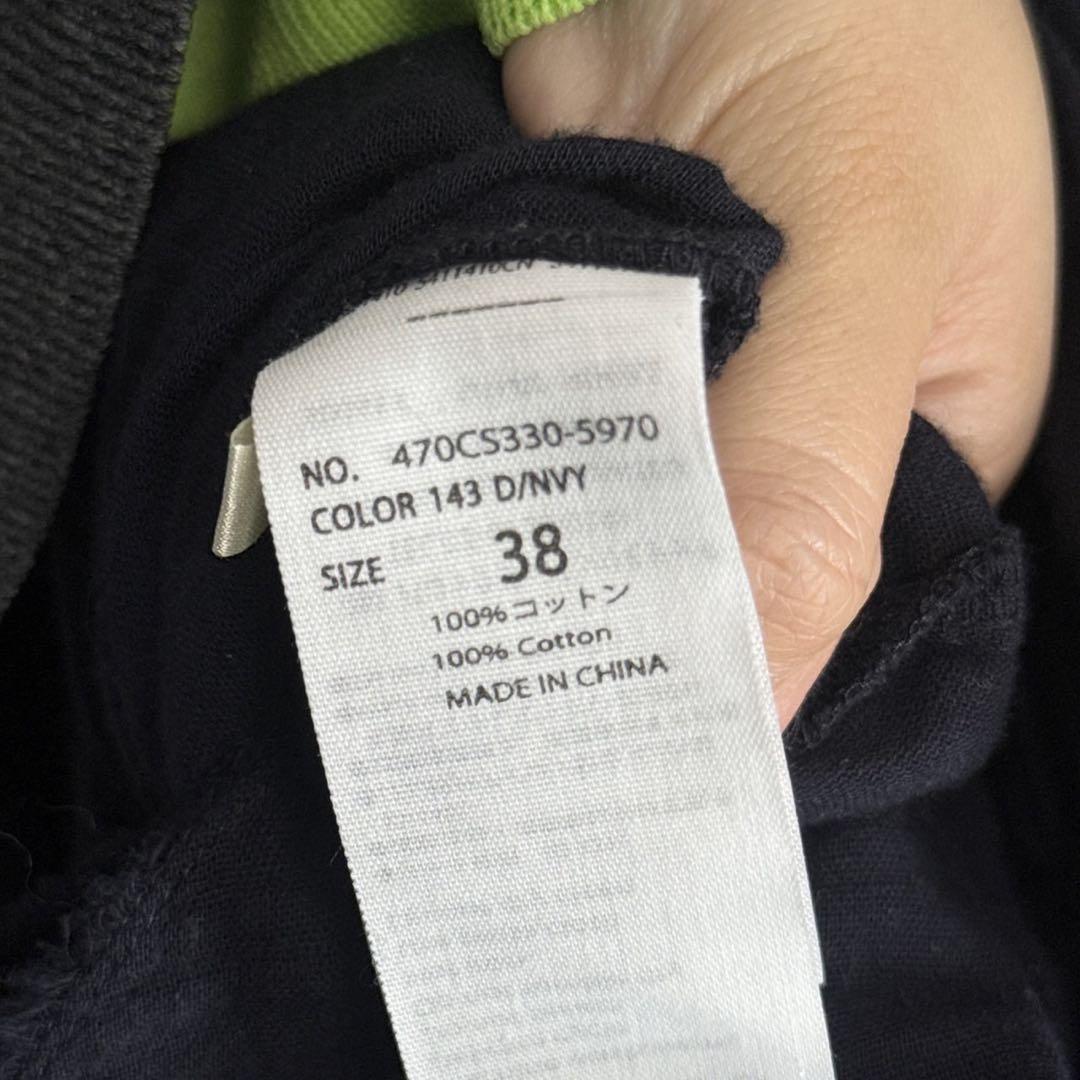 NO. 470CS330-5970
COLOR 143 D/NVY
SIZE 38
100%コットン
100% Cotton
MADE IN CHINA